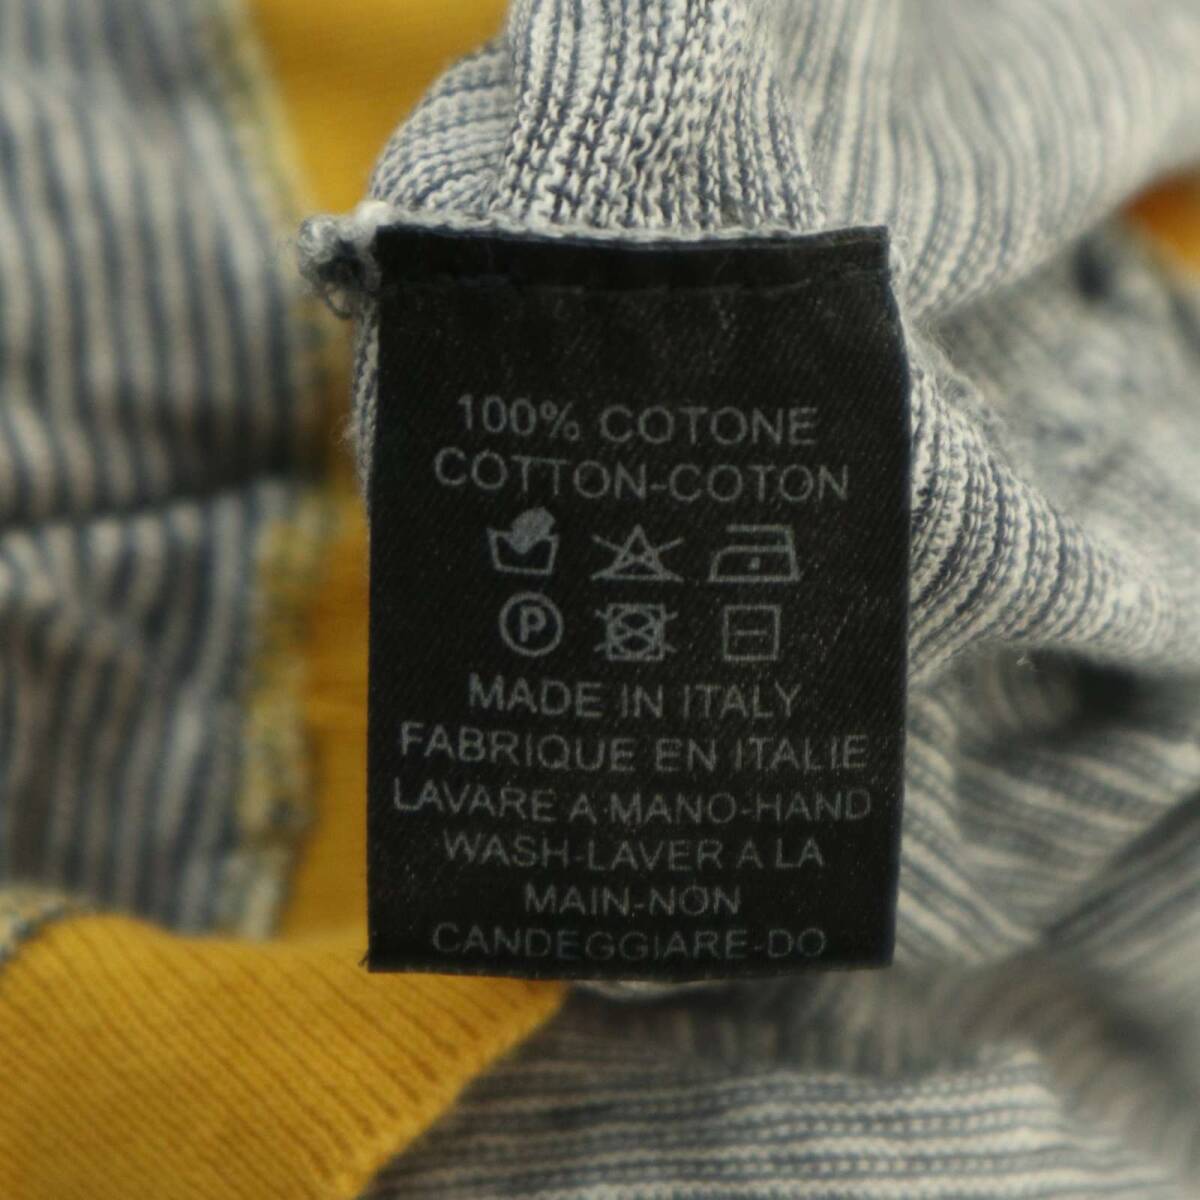 100% COTONE
COTTON-COTON
P
MADE IN ITALY
FABRIQUE EN ITALIE
LAVARE A MANO-HAND
WASH-LAVER A LA
MAIN-NON
CANDEGGIARE-DO